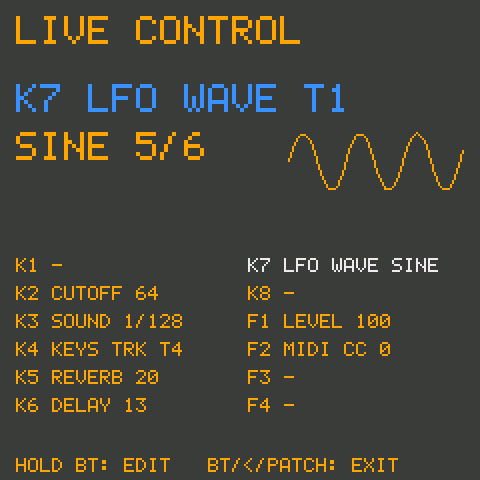 LIVE CONTROL
K7 LFO WAVE T1
SINE 5/6
K1 -
K2 CUTOFF 64
K3 SOUND 1/128
K4 KEYS TRK T4
K5 REVERB 20
K6 DELAY 13
K7 LFO WAVE SINE
K8 -
F1 LEVEL 100
F2 MIDI CC 0
F3 -
F4 -
HOLD BT: EDIT BT/</PATCH: EXIT